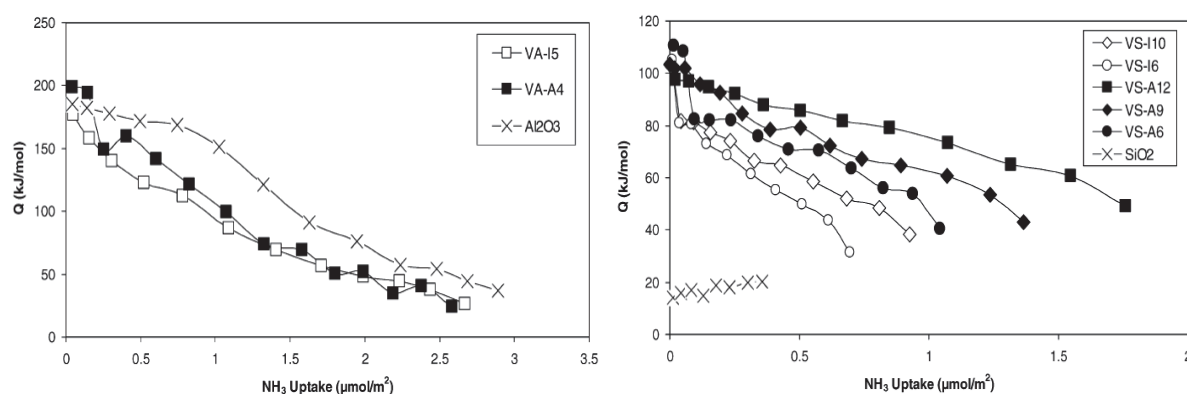 250
200
150
100
50
0
Q (kJ/mol)
0 0.5 1 1.5 2 2.5 3 3.5
NH₃ Uptake (µmol/m²)
VA-I5
VA-A4
Al2O3
120
100
80
60
40
20
0
Q (kJ/mol)
0 0.5 1 1.5 2
NH₃ Uptake (µmol/m²)
VS-I10
VS-I6
VS-A12
VS-A9
VS-A6
SiO2